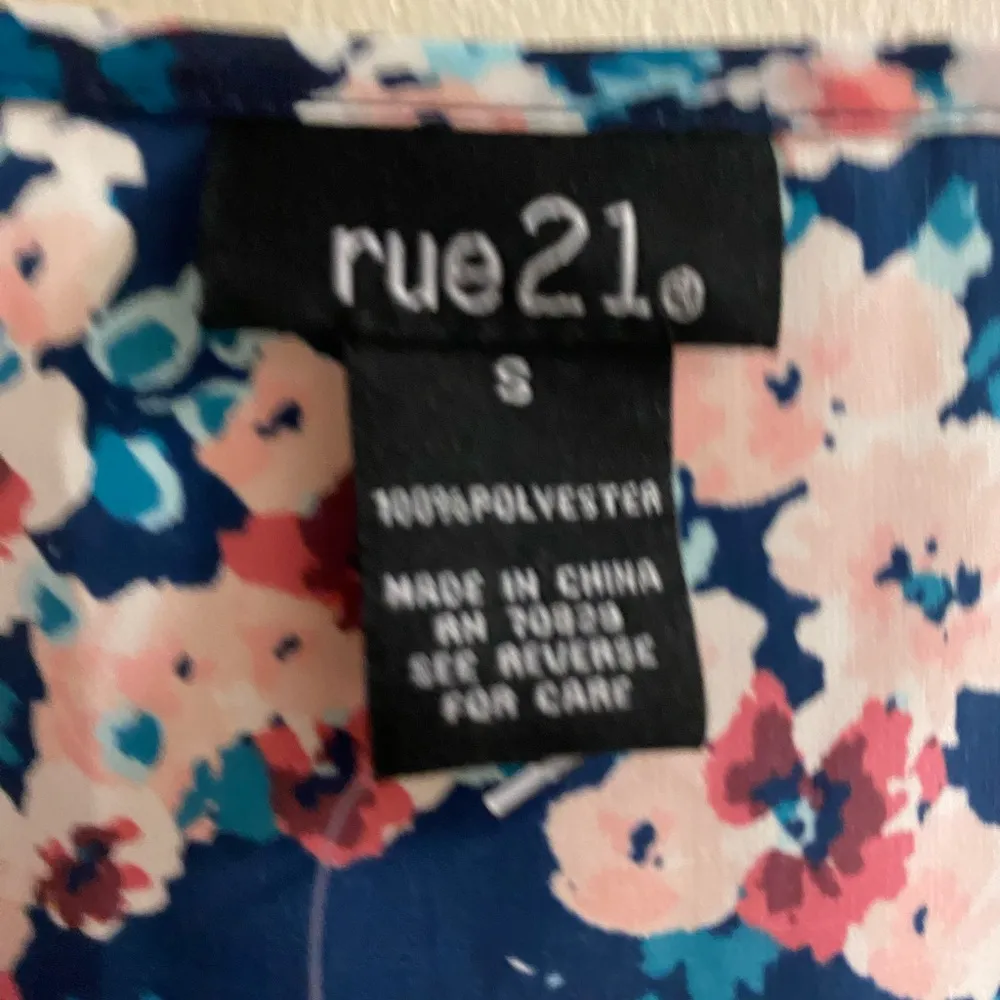 rue21®
S
100%POLYESTER
MADE IN CHINA
RN 70829
SEE REVERSE
FOR CARE